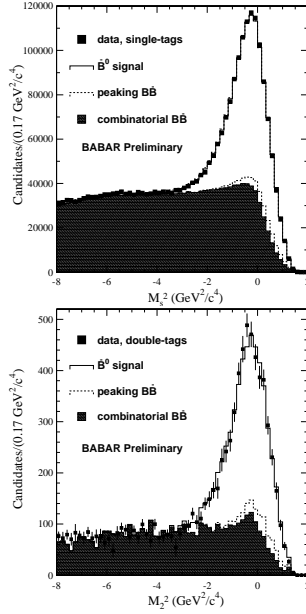 120000
100000
80000
60000
40000
20000
0
Candidates/(0.17 GeV²/c⁴)
data, single-tags
B̄⁰ signal
peaking BB̄
combinatorial BB̄
BABAR Preliminary
-8 -6 -4 -2 0
Mₛ² (GeV²/c⁴)
500
400
300
200
100
0
Candidates/(0.17 GeV²/c⁴)
data, double-tags
B̄⁰ signal
peaking BB̄
combinatorial BB̄
BABAR Preliminary
-8 -6 -4 -2 0
M₂² (GeV²/c⁴)